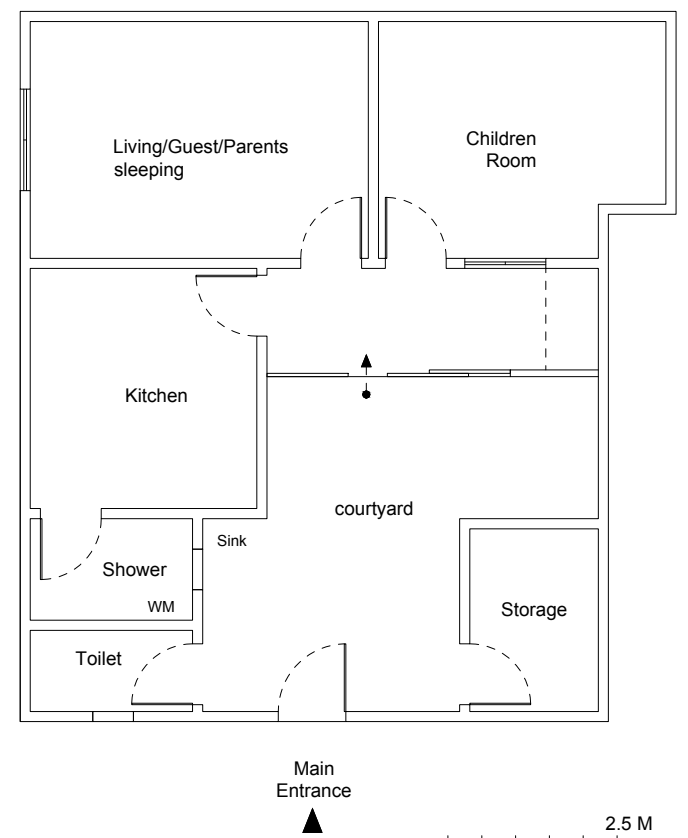 Living/Guest/Parents
sleeping
Children
Room
Kitchen
courtyard
Sink
Shower
WM
Storage
Toilet
Main
Entrance
2.5 M